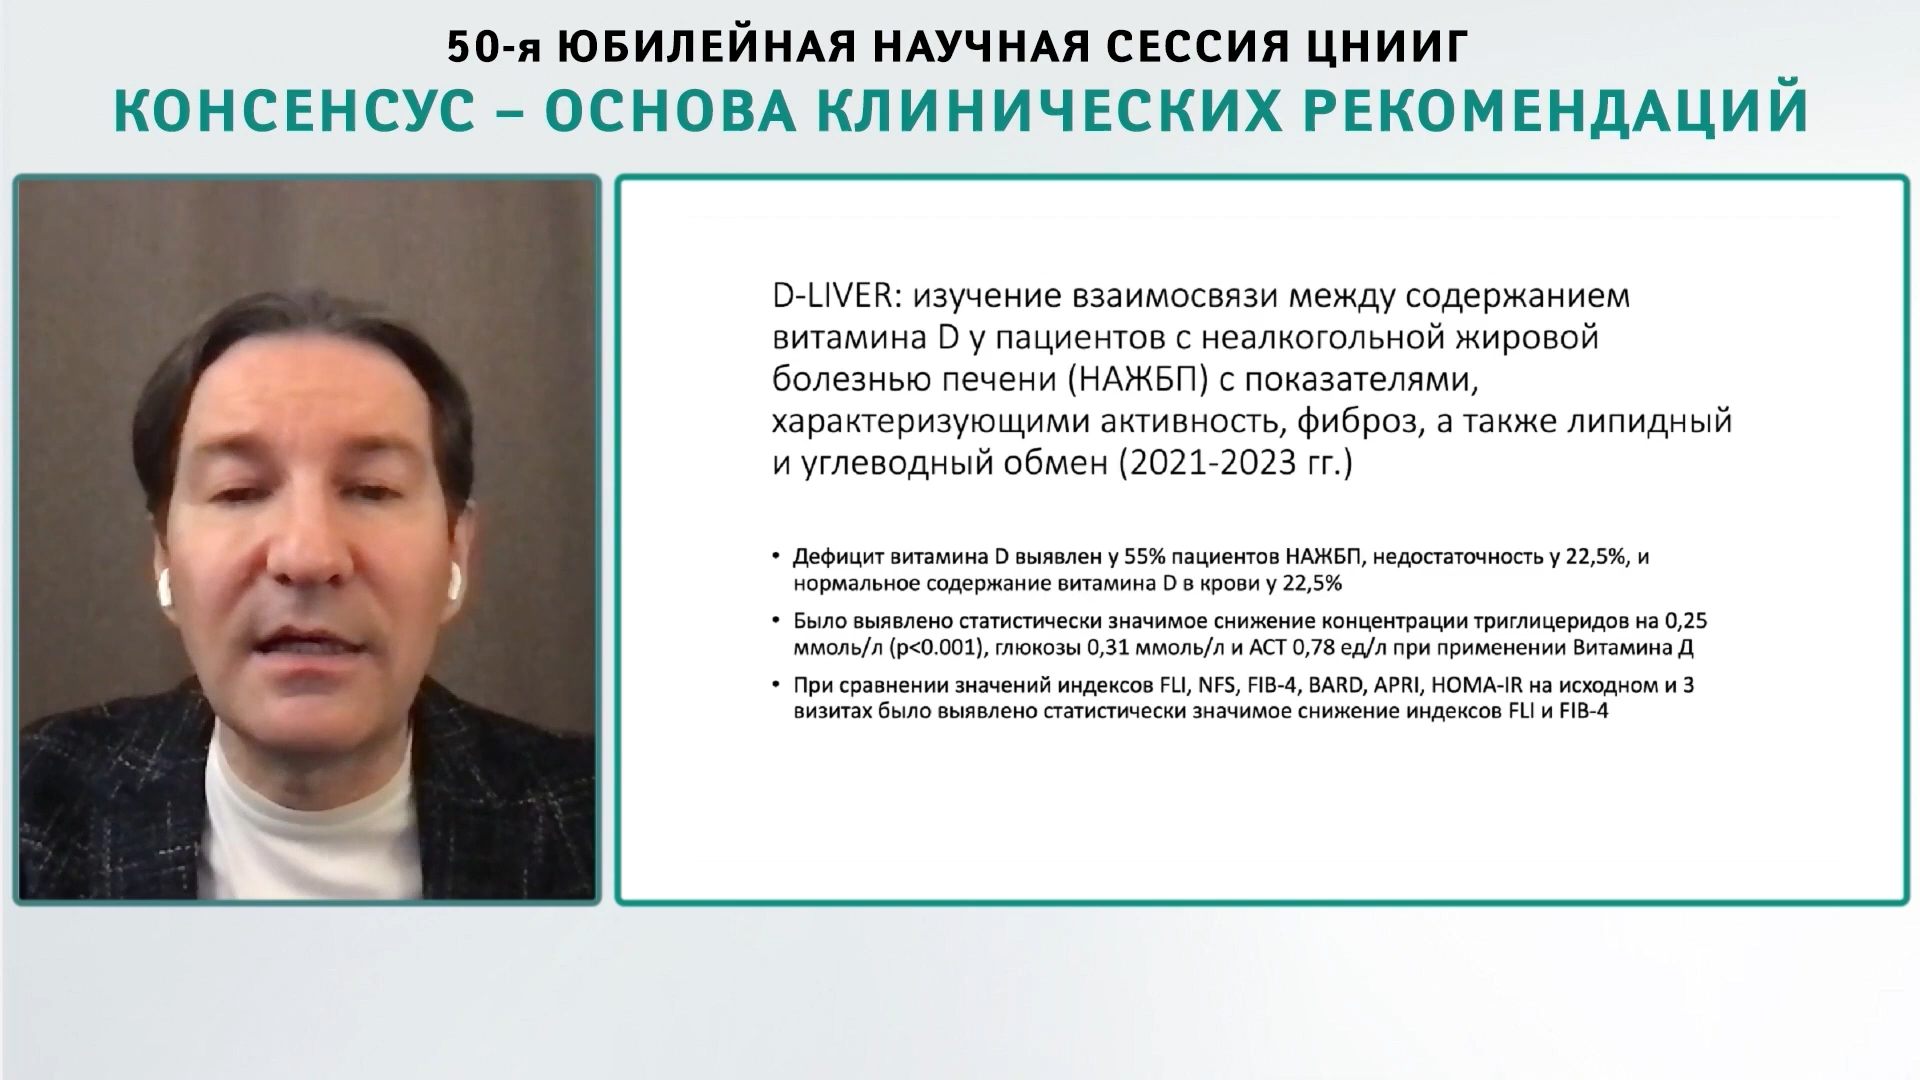 50-я ЮБИЛЕЙНАЯ НАУЧНАЯ СЕССИЯ ЦНИИГ
КОНСЕНСУС – ОСНОВА КЛИНИЧЕСКИХ РЕКОМЕНДАЦИЙ
D-LIVER: изучение взаимосвязи между содержанием
витамина D у пациентов с неалкогольной жировой
болезнью печени (НАЖБП) с показателями,
характеризующими активность, фиброз, а также липидный
и углеводный обмен (2021-2023 гг.)
• Дефицит витамина D выявлен у 55% пациентов НАЖБП, недостаточность у 22,5%, и
нормальное содержание витамина D в крови у 22,5%
• Было выявлено статистически значимое снижение концентрации триглицеридов на 0,25
ммоль/л (p<0.001), глюкозы 0,31 ммоль/л и АСТ 0,78 ед/л при применении Витамина Д
• При сравнении значений индексов FLI, NFS, FIB-4, BARD, APRI, HOMA-IR на исходном и 3
визитах было выявлено статистически значимое снижение индексов FLI и FIB-4